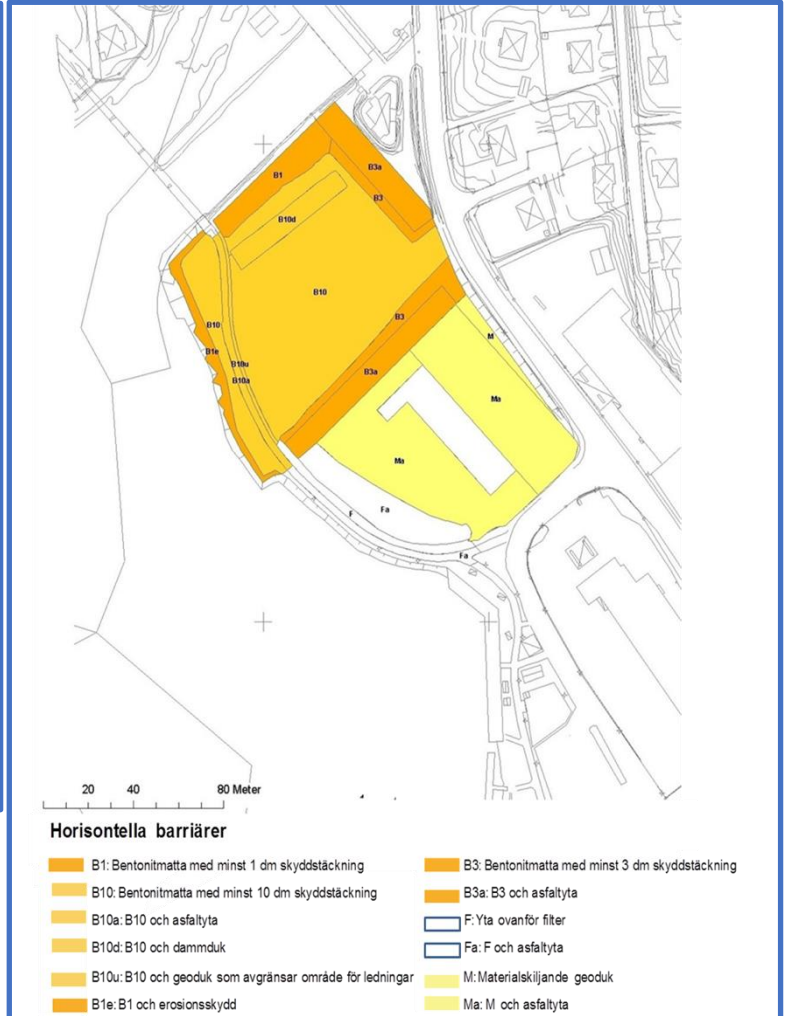 B3a
B1
B3
B10d
B10
B3
B10
M
B1e
B10u
B3a
B10a
Ma
Ma
Fa
F
Fa
20 40 80 Meter
Horisontella barriärer
B1: Bentonitmatta med minst 1 dm skyddstäckning
B10: Bentonitmatta med minst 10 dm skyddstäckning
B10a: B10 och asfaltyta
B10d: B10 och dammduk
B10u: B10 och geoduk som avgränsar område för ledningar
B1e: B1 och erosionsskydd
B3: Bentonitmatta med minst 3 dm skyddstäckning
B3a: B3 och asfaltyta
F: Yta ovanför filter
Fa: F och asfaltyta
M: Materialskiljande geoduk
Ma: M och asfaltyta